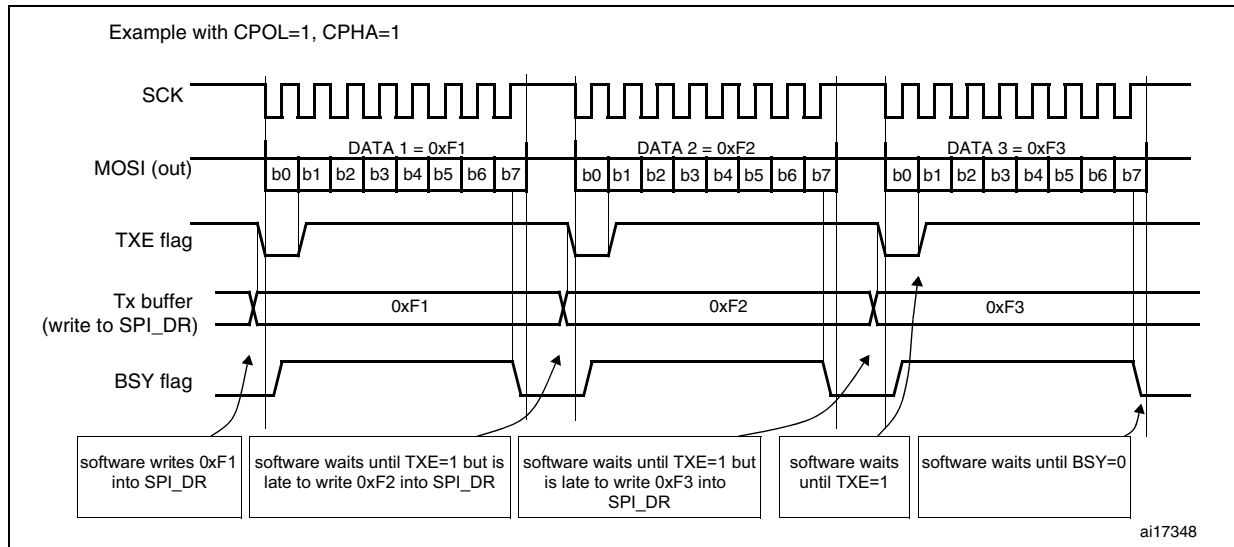 Example with CPOL=1, CPHA=1
SCK
DATA 1 = 0xF1
DATA 2 = 0xF2
DATA 3 = 0xF3
MOSI (out)
b0 b1 b2 b3 b4 b5 b6 b7
b0 b1 b2 b3 b4 b5 b6 b7
b0 b1 b2 b3 b4 b5 b6 b7
TXE flag
Tx buffer
(write to SPI_DR)
0xF1
0xF2
0xF3
BSY flag
software writes 0xF1
into SPI_DR
software waits until TXE=1 but is
late to write 0xF2 into SPI_DR
software waits until TXE=1 but
is late to write 0xF3 into
SPI_DR
software waits
until TXE=1
software waits until BSY=0
ai17348